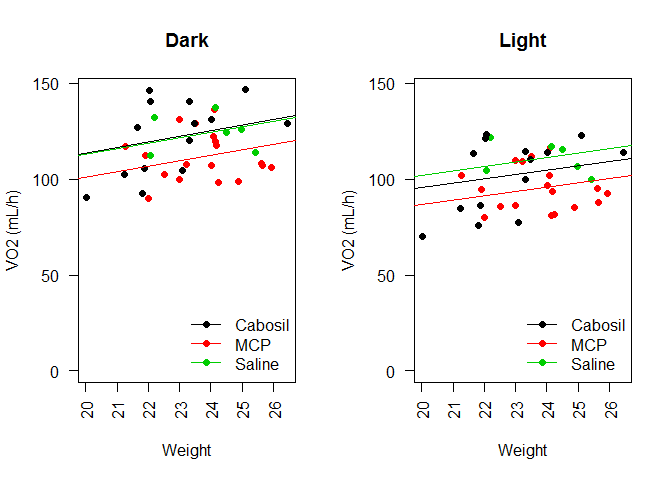 Dark
VO2 (mL/h)
150
100
50
0
Cabosil
MCP
Saline
20 21 22 23 24 25 26
Weight
Light
VO2 (mL/h)
150
100
50
0
Cabosil
MCP
Saline
20 21 22 23 24 25 26
Weight